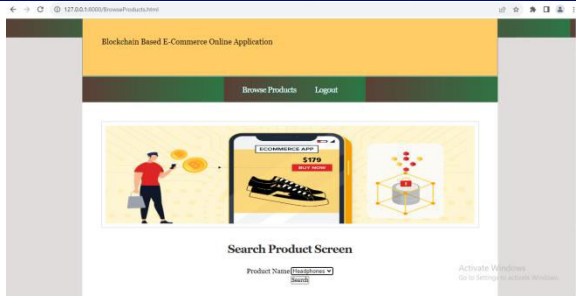 127.0.0.1:8000/BrowseProducts.html
Blockchain Based E-Commerce Online Application
Browse Products Logout
ECOMMERCE APP
$179
BUY NOW
Search Product Screen
Product Name Headphones
Search
Activate Windows
Go to Settings to activate Windows.